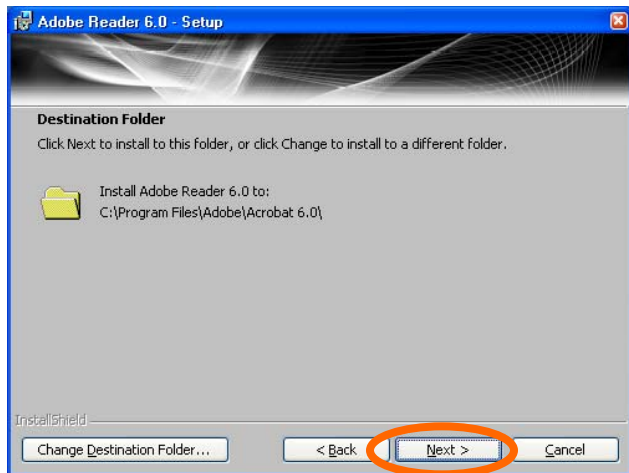 Adobe Reader 6.0 - Setup
Destination Folder
Click Next to install to this folder, or click Change to install to a different folder.
Install Adobe Reader 6.0 to:
C:\Program Files\Adobe\Acrobat 6.0\
InstallShield
Change Destination Folder... < Back Next > Cancel